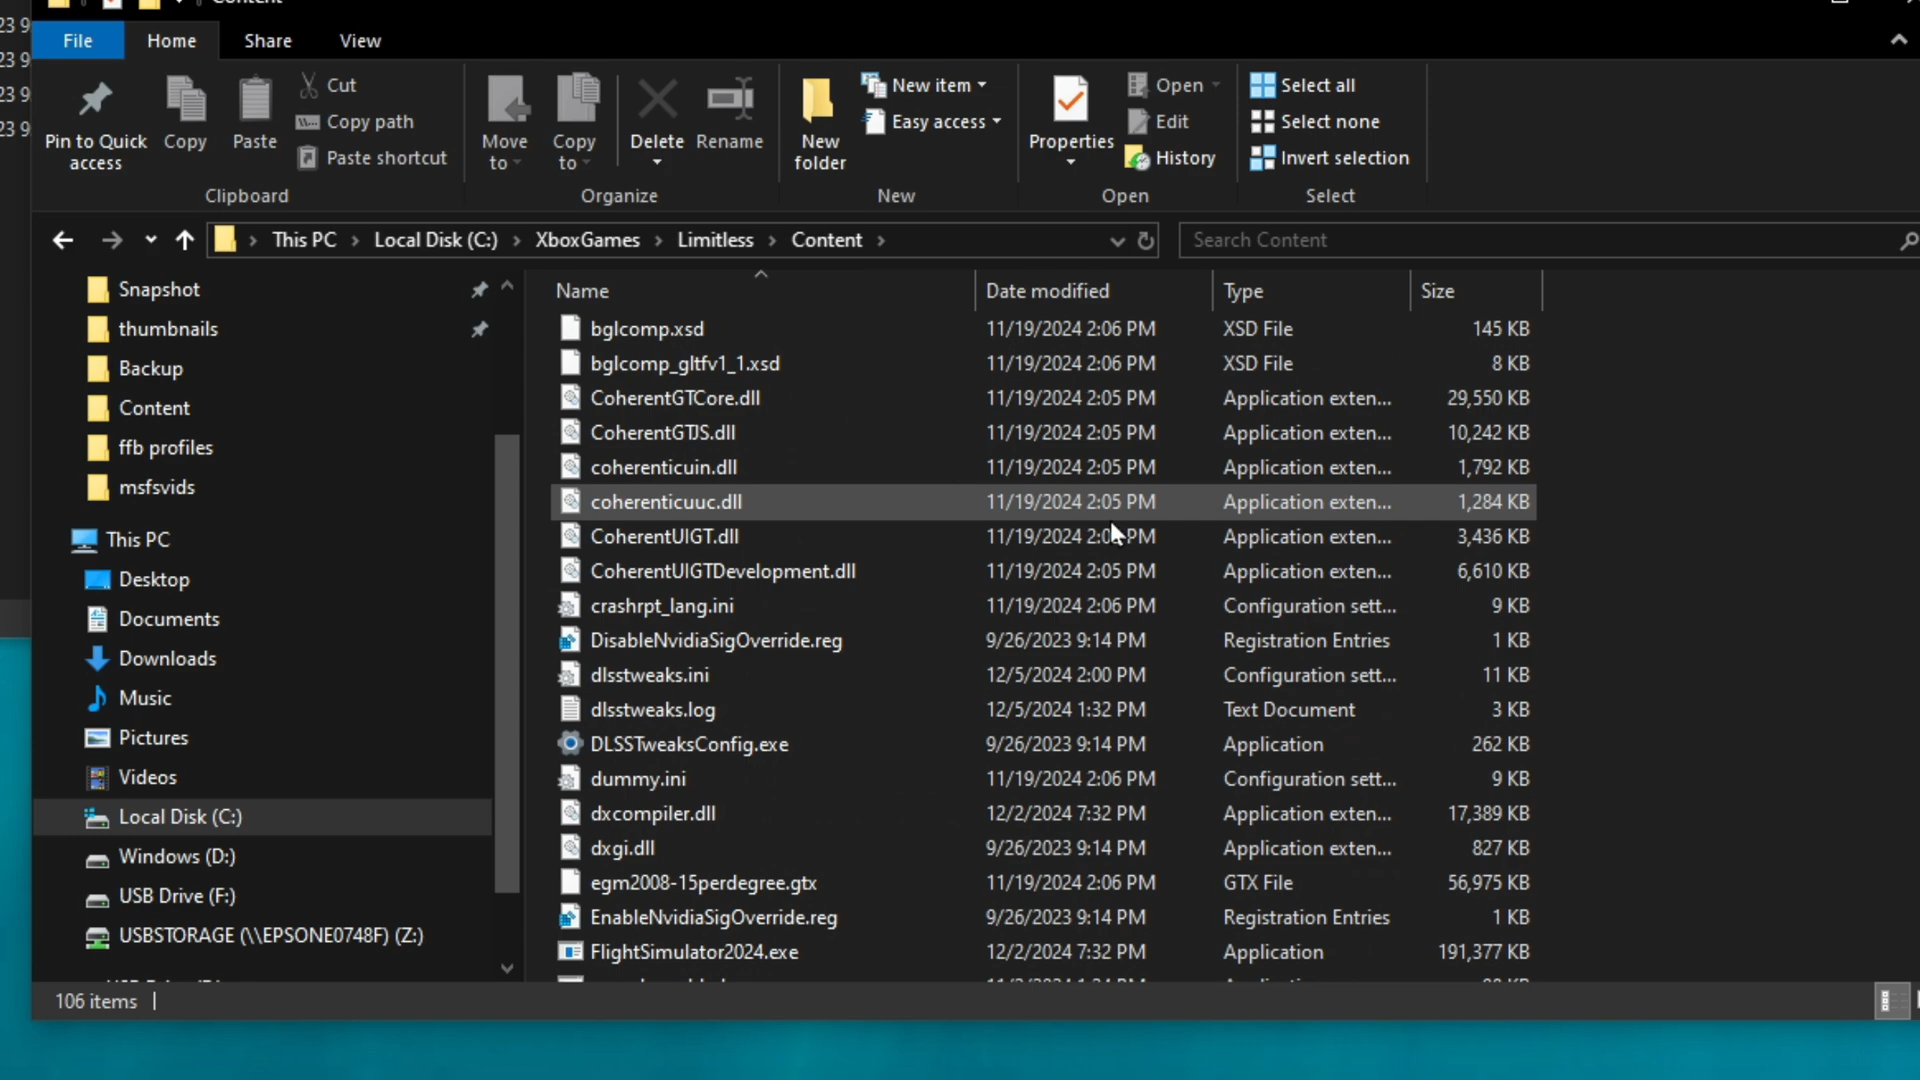 Content
23 9
23 9
23 9
23 9
File Home Share View
Pin to Quick access
Copy
Paste
Cut
Copy path
Paste shortcut
Clipboard
Move to
Copy to
Delete
Rename
Organize
New folder
New item
Easy access
New
Properties
Open
Edit
History
Open
Select all
Select none
Invert selection
Select
This PC > Local Disk (C:) > XboxGames > Limitless > Content >
Search Content
Snapshot
thumbnails
Backup
Content
ffb profiles
msfsvids
This PC
Desktop
Documents
Downloads
Music
Pictures
Videos
Local Disk (C:)
Windows (D:)
USB Drive (F:)
USBSTORAGE (\\EPSONE0748F) (Z:)
Name Date modified Type Size
bglcomp.xsd 11/19/2024 2:06 PM XSD File 145 KB
bglcomp_gltfv1_1.xsd 11/19/2024 2:06 PM XSD File 8 KB
CoherentGTCore.dll 11/19/2024 2:05 PM Application exten... 29,550 KB
CoherentGTJS.dll 11/19/2024 2:05 PM Application exten... 10,242 KB
coherenticuin.dll 11/19/2024 2:05 PM Application exten... 1,792 KB
coherenticuuc.dll 11/19/2024 2:05 PM Application exten... 1,284 KB
CoherentUIGT.dll 11/19/2024 PM Application exten... 3,436 KB
CoherentUIGTDevelopment.dll 11/19/2024 2:05 PM Application exten... 6,610 KB
crashrpt_lang.ini 11/19/2024 2:06 PM Configuration sett... 9 KB
DisableNvidiaSigOverride.reg 9/26/2023 9:14 PM Registration Entries 1 KB
dlsstweaks.ini 12/5/2024 2:00 PM Configuration sett... 11 KB
dlsstweaks.log 12/5/2024 1:32 PM Text Document 3 KB
DLSSTweaksConfig.exe 9/26/2023 9:14 PM Application 262 KB
dummy.ini 11/19/2024 2:06 PM Configuration sett... 9 KB
dxcompiler.dll 12/2/2024 7:32 PM Application exten... 17,389 KB
dxgi.dll 9/26/2023 9:14 PM Application exten... 827 KB
egm2008-15perdegree.gtx 11/19/2024 2:06 PM GTX File 56,975 KB
EnableNvidiaSigOverride.reg 9/26/2023 9:14 PM Registration Entries 1 KB
FlightSimulator2024.exe 12/2/2024 7:32 PM Application 191,377 KB
106 items